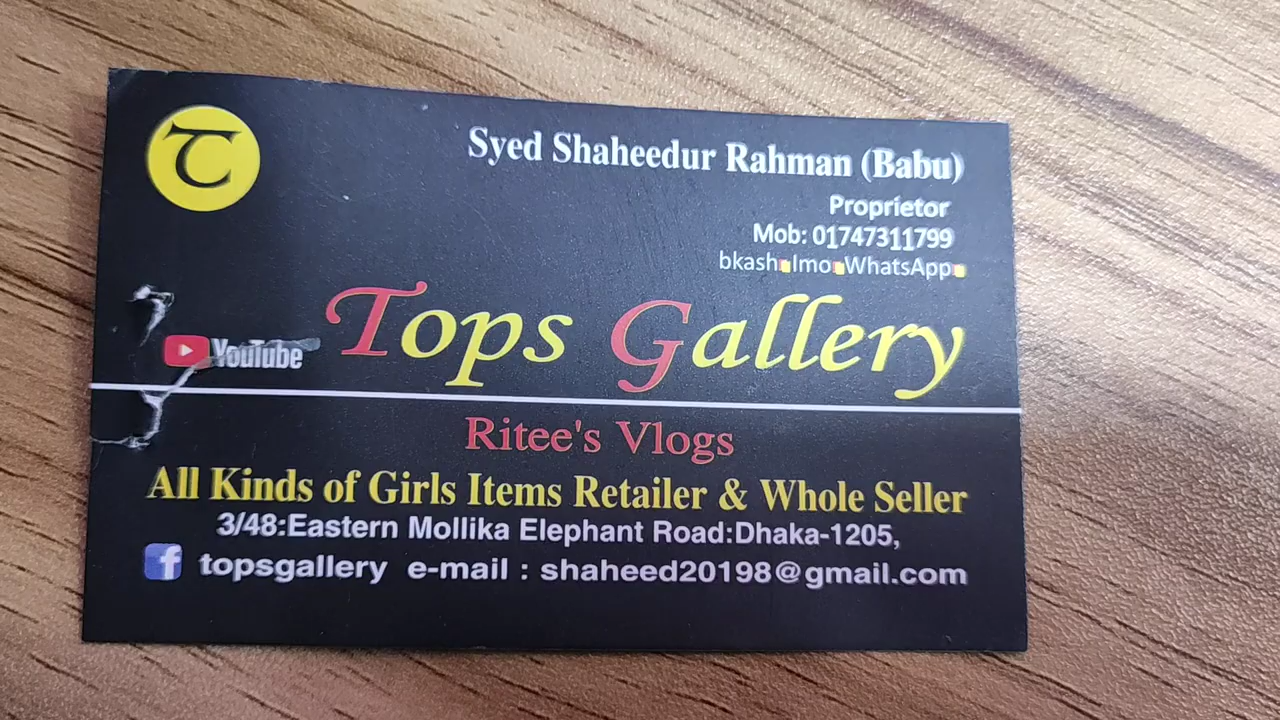 T
Syed Shaheedur Rahman (Babu)
Proprietor
Mob: 01747311799
bkash Imo WhatsApp
Tops Gallery
YouTube
Ritee's Vlogs
All Kinds of Girls Items Retailer & Whole Seller
3/48:Eastern Mollika Elephant Road:Dhaka-1205,
f topsgallery e-mail : shaheed20198@gmail.com